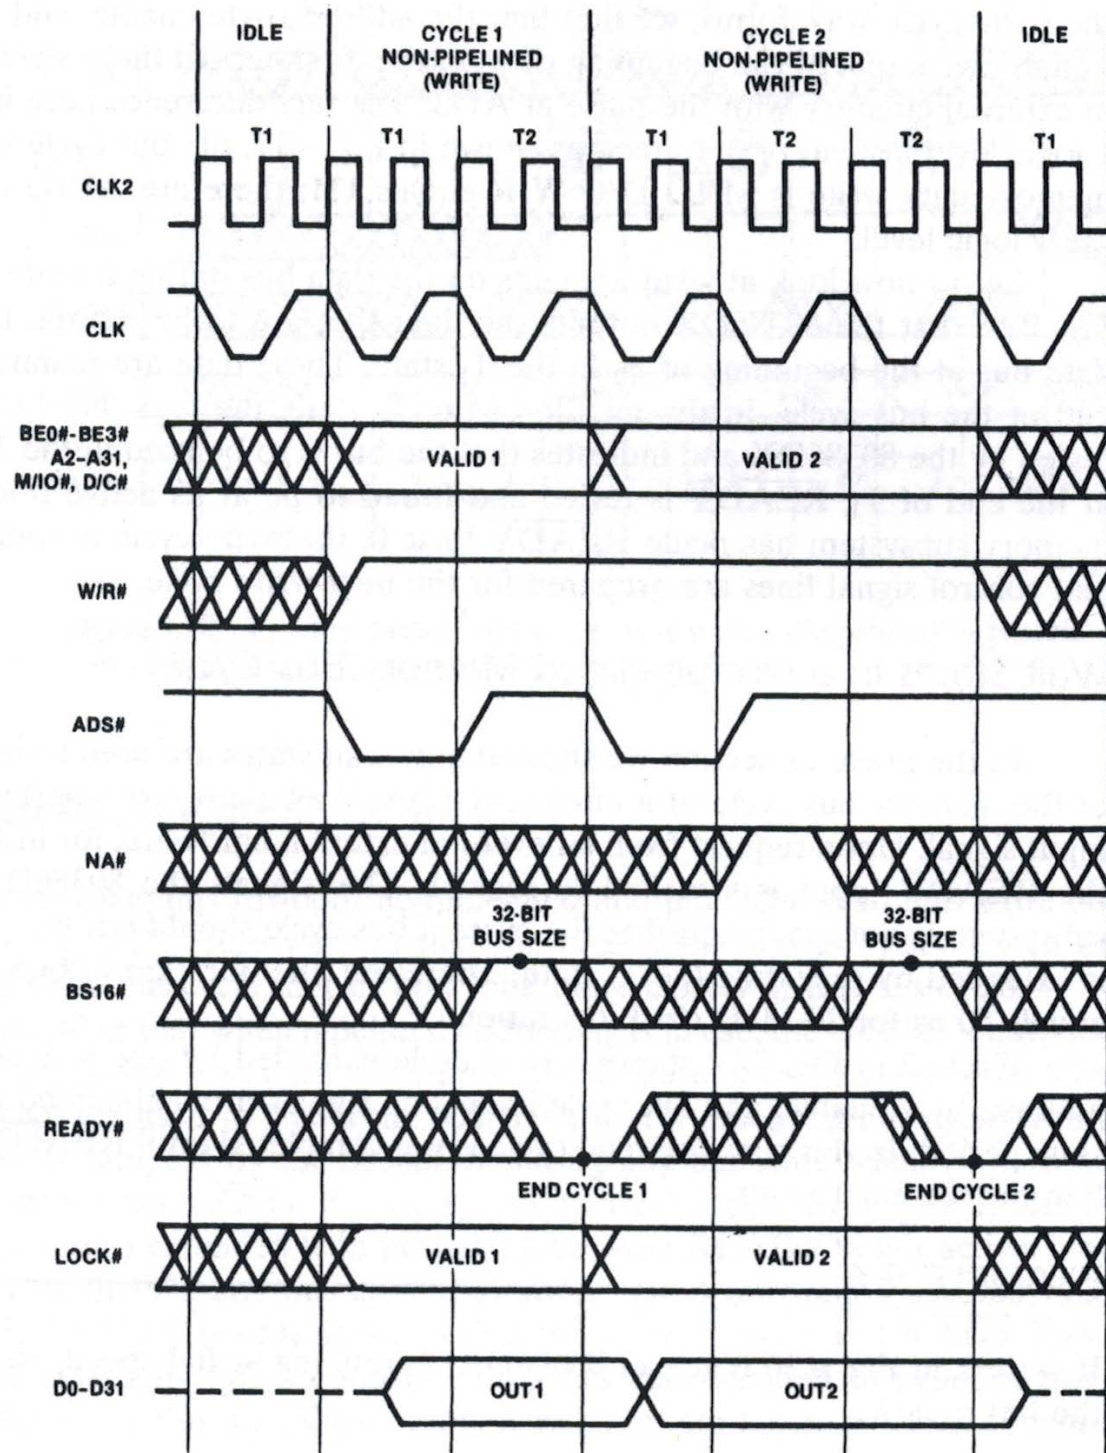 IDLE
CYCLE 1
NON-PIPELINED
(WRITE)
CYCLE 2
NON-PIPELINED
(WRITE)
IDLE
T1
T1
T2
T1
T2
T2
T1
CLK2
CLK
BE0#-BE3#
A2-A31,
M/IO#, D/C#
VALID 1
VALID 2
W/R#
ADS#
NA#
32-BIT
BUS SIZE
32-BIT
BUS SIZE
BS16#
READY#
END CYCLE 1
END CYCLE 2
LOCK#
VALID 1
VALID 2
D0-D31
OUT1
OUT2